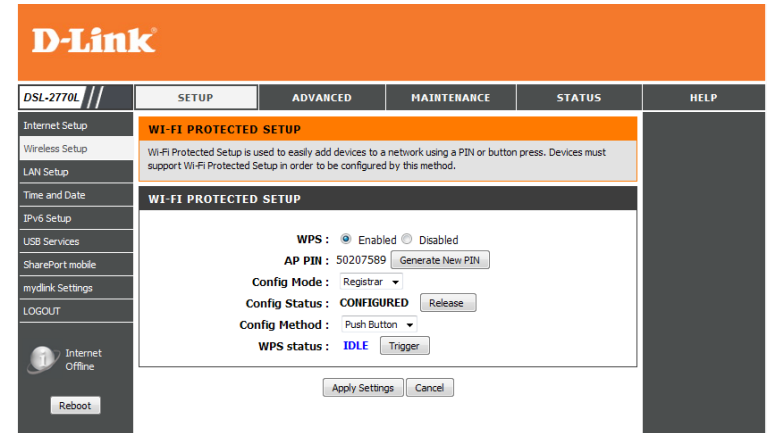 D-Link
DSL-2770L
SETUP
ADVANCED
MAINTENANCE
STATUS
HELP
Internet Setup
Wireless Setup
LAN Setup
Time and Date
IPv6 Setup
USB Services
SharePort mobile
mydlink Settings
LOGOUT
Internet
Offline
Reboot
WI-FI PROTECTED SETUP
Wi-Fi Protected Setup is used to easily add devices to a network using a PIN or button press. Devices must
support Wi-Fi Protected Setup in order to be configured by this method.
WI-FI PROTECTED SETUP
WPS : Enabled Disabled
AP PIN : 50207589 Generate New PIN
Config Mode : Registrar
Config Status : CONFIGURED Release
Config Method : Push Button
WPS status : IDLE Trigger
Apply Settings Cancel